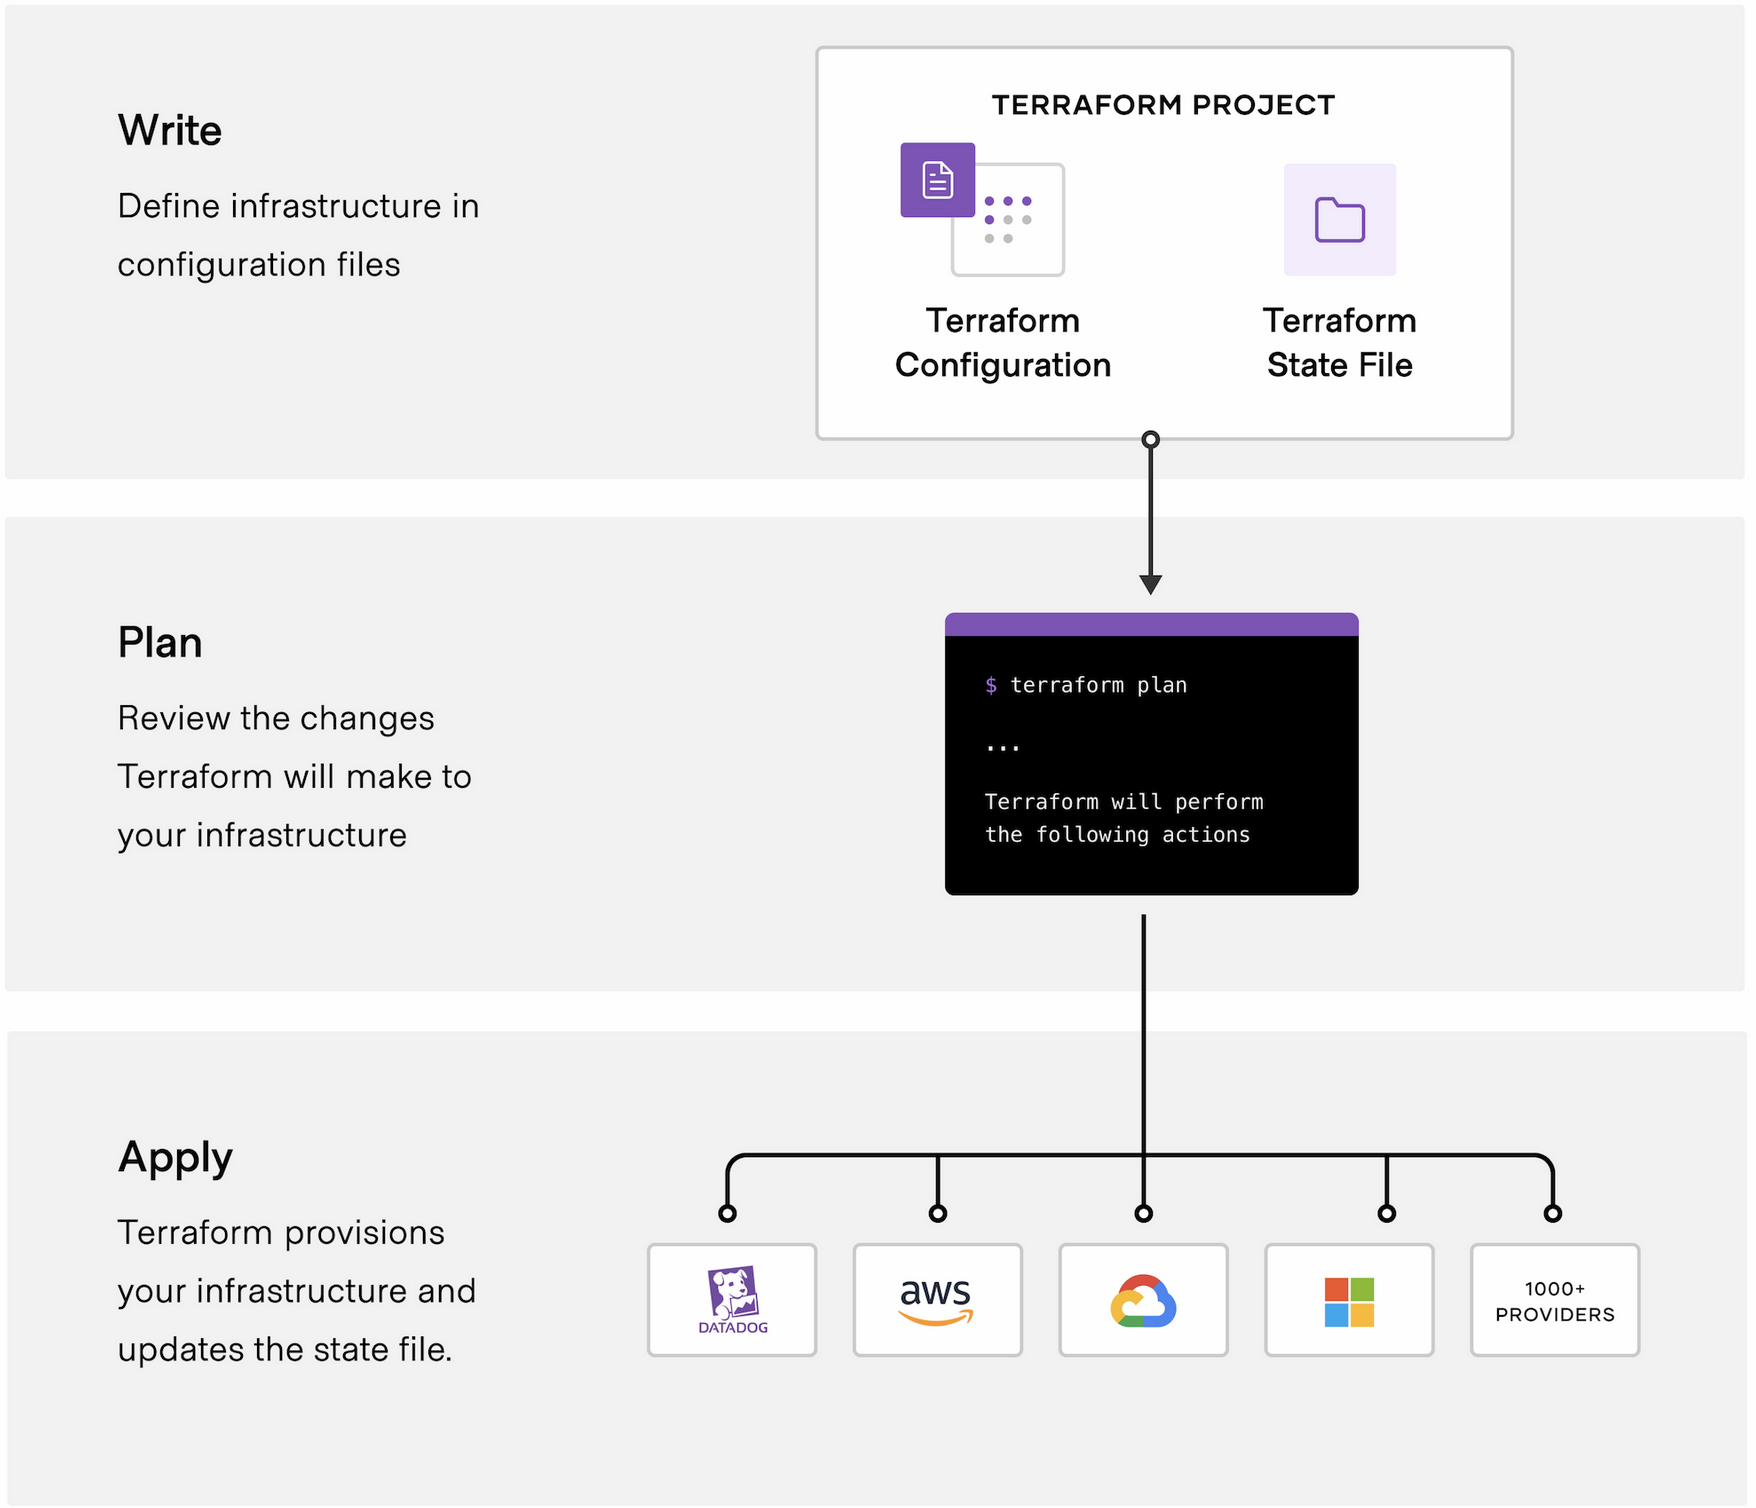 Write
Define infrastructure in
configuration files
TERRAFORM PROJECT
Terraform
Configuration
Terraform
State File
Plan
Review the changes
Terraform will make to
your infrastructure
$ terraform plan
...
Terraform will perform
the following actions
Apply
Terraform provisions
your infrastructure and
updates the state file.
DATADOG
aws
1000+
PROVIDERS